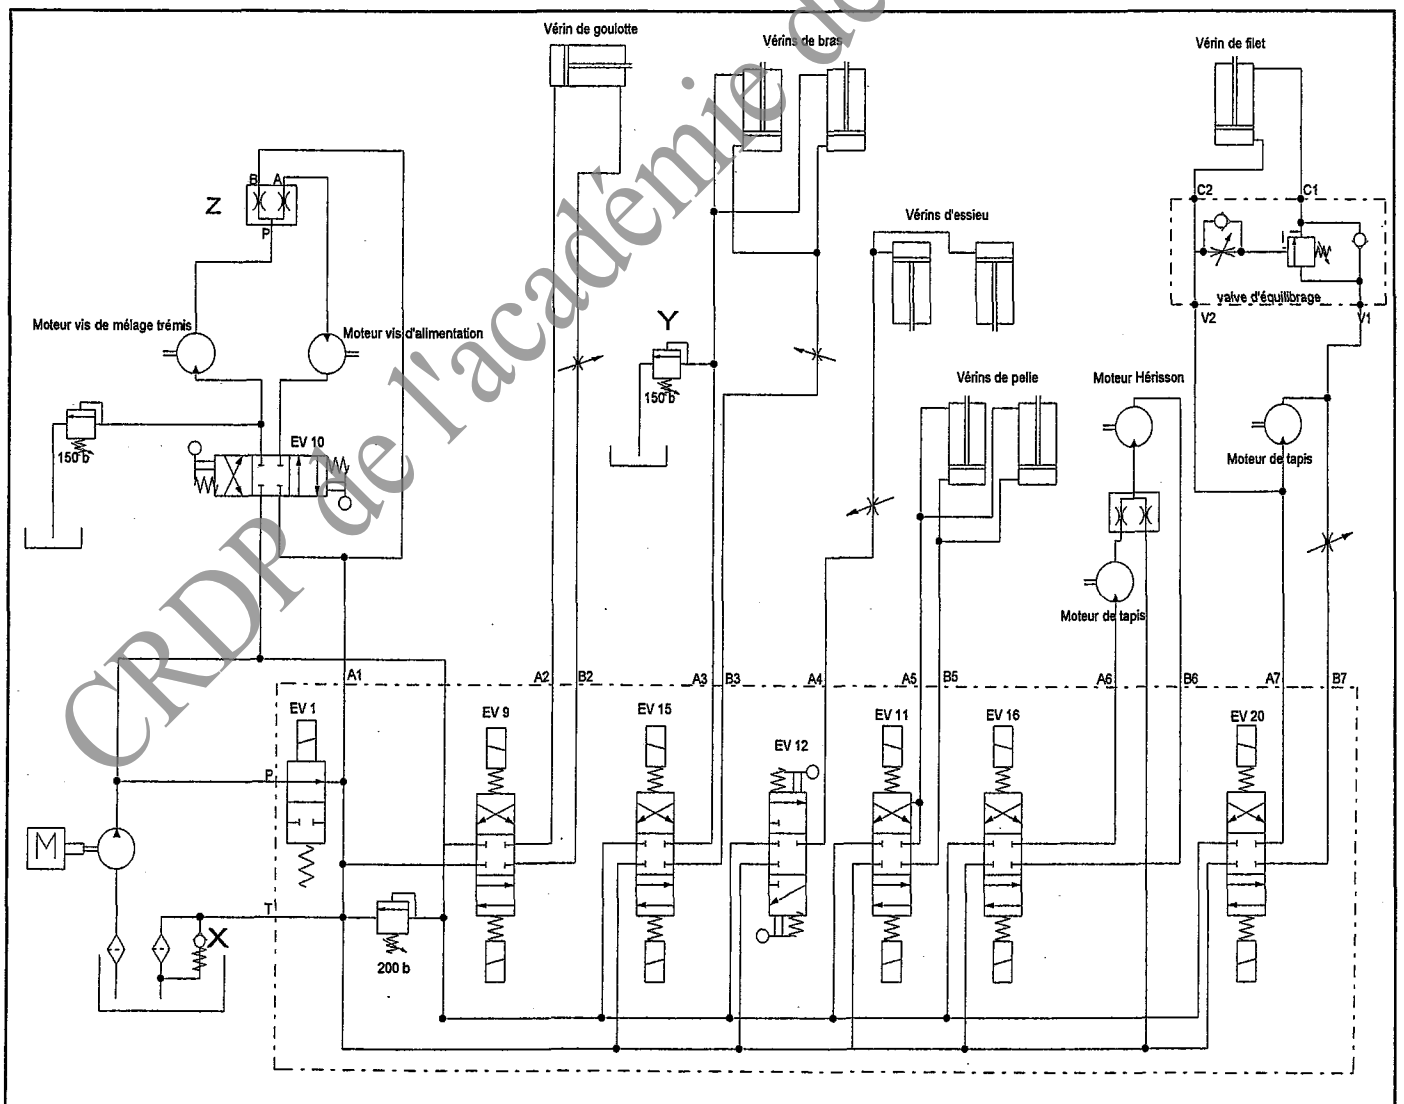 Vérin de goulotte
Vérins de bras
Vérin de filet
B A
Z
P
C2
C1
Vérins d'essieu
valve d'équilibrage
V2
V1
Y
Moteur vis de mélage trémis
Moteur vis d'alimentation
150 b
Vérins de pelle
Moteur Hérisson
150 b
EV 10
Moteur de tapis
Moteur de tapis
A1
A2
B2
A3
B3
A4
A5
B5
A6
B6
A7
B7
EV 1
EV 9
EV 15
EV 12
EV 11
EV 16
EV 20
P
M
T
X
200 b
CRDP de l'académie de